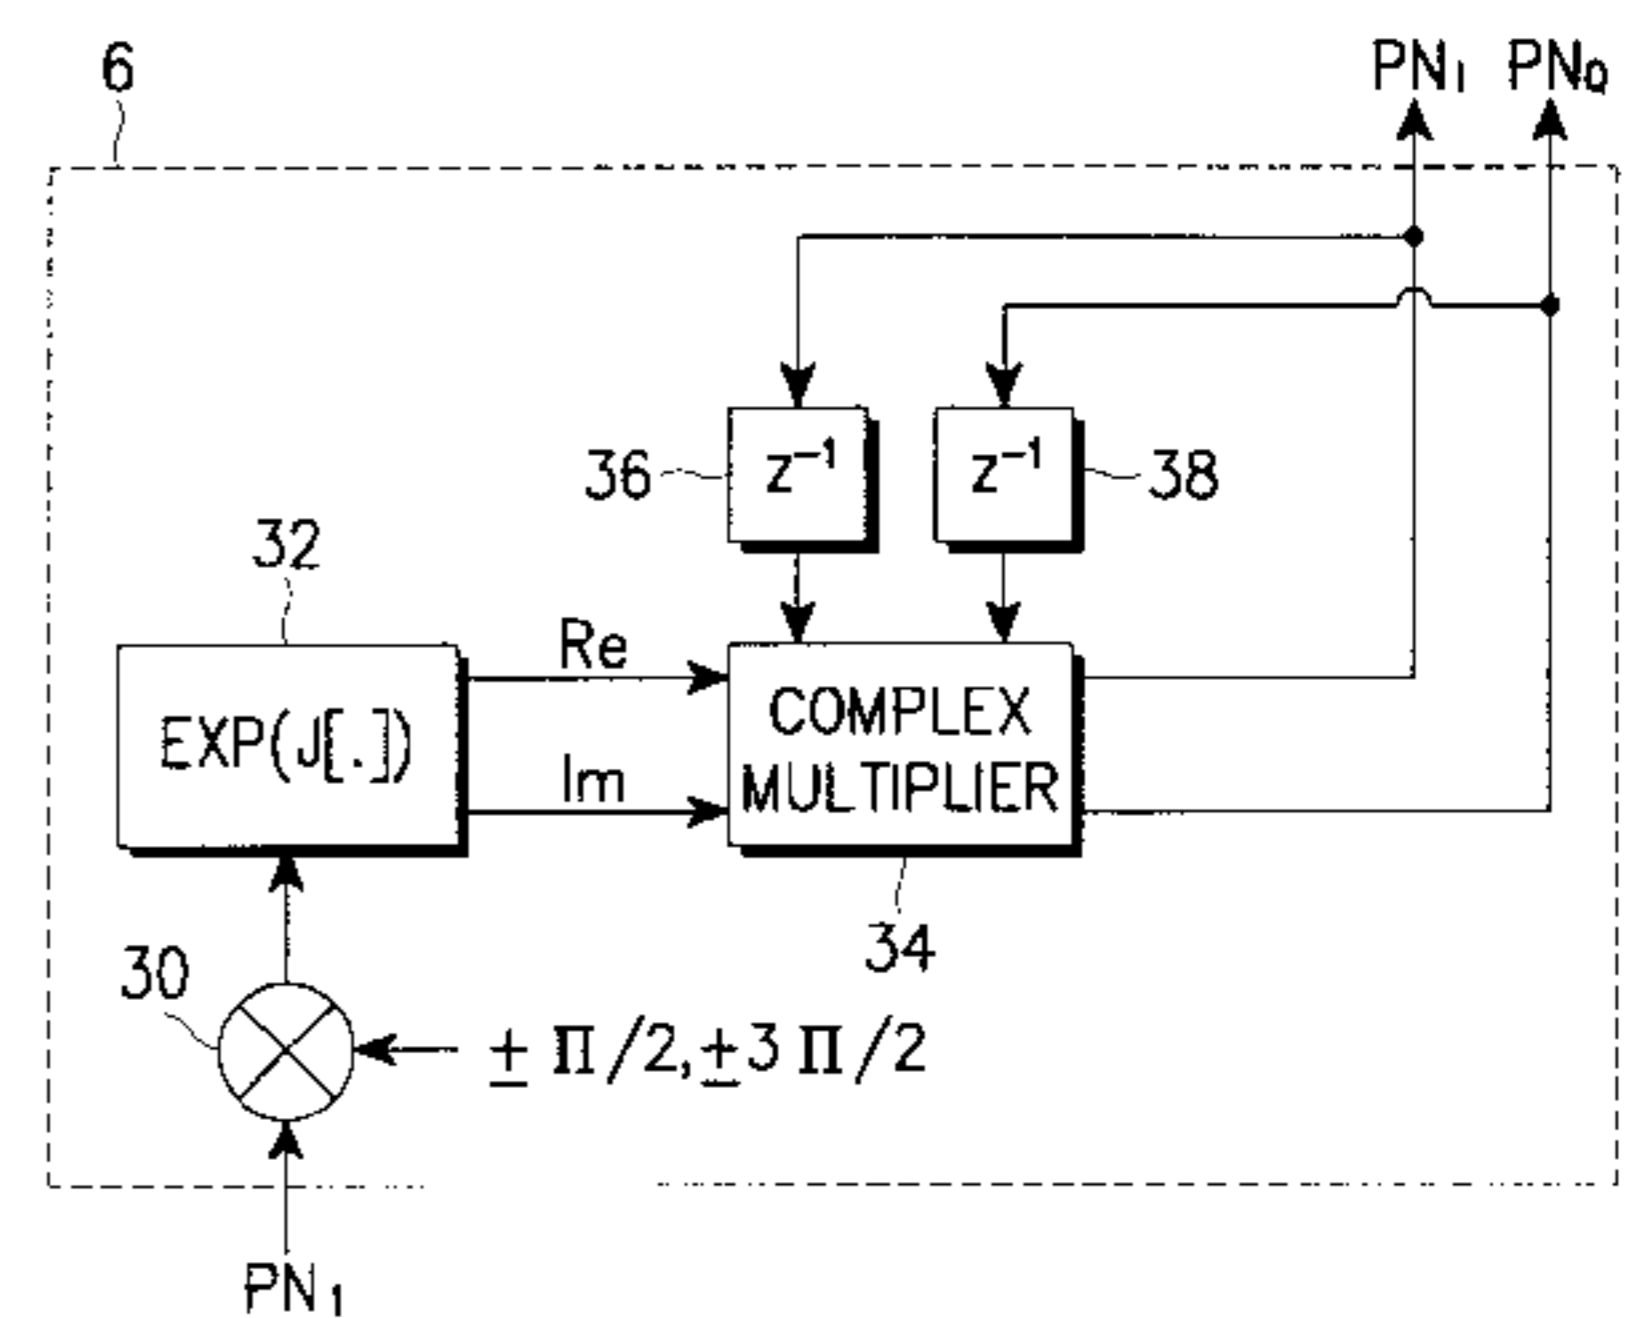 6
PNI PNQ
36 z⁻¹ z⁻¹ 38
32
Re
EXP(J[.])
COMPLEX
MULTIPLIER
Im
34
30
± Π/2,±3Π/2
PN₁